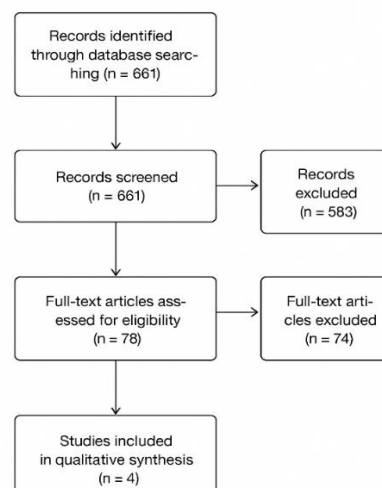 Records identified
through database searc-
hing (n = 661)
Records screened
(n = 661)
Records
excluded
(n = 583)
Full-text articles ass-
essed for eligibility
(n = 78)
Full-text arti-
cles excluded
(n = 74)
Studies included
in qualitative synthesis
(n = 4)